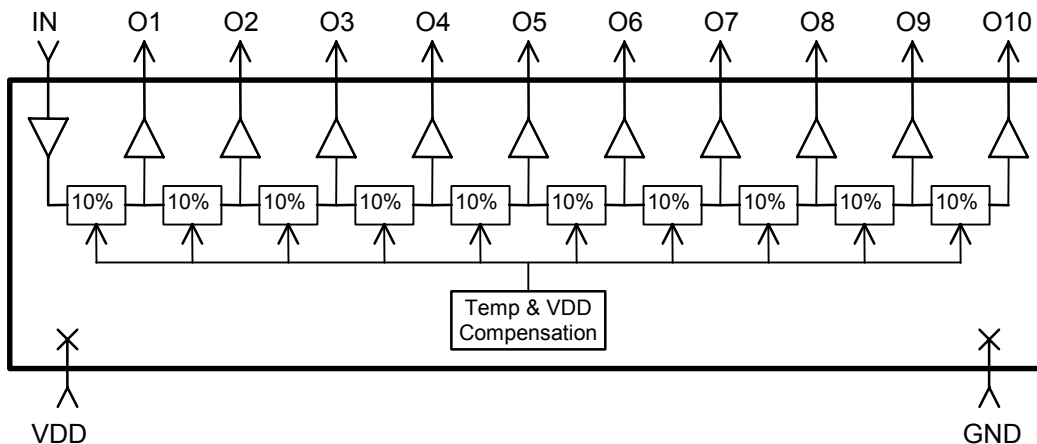 IN O1 O2 O3 O4 O5 O6 O7 O8 O9 O10
10% 10% 10% 10% 10% 10% 10% 10% 10% 10%
Temp & VDD
Compensation
VDD GND